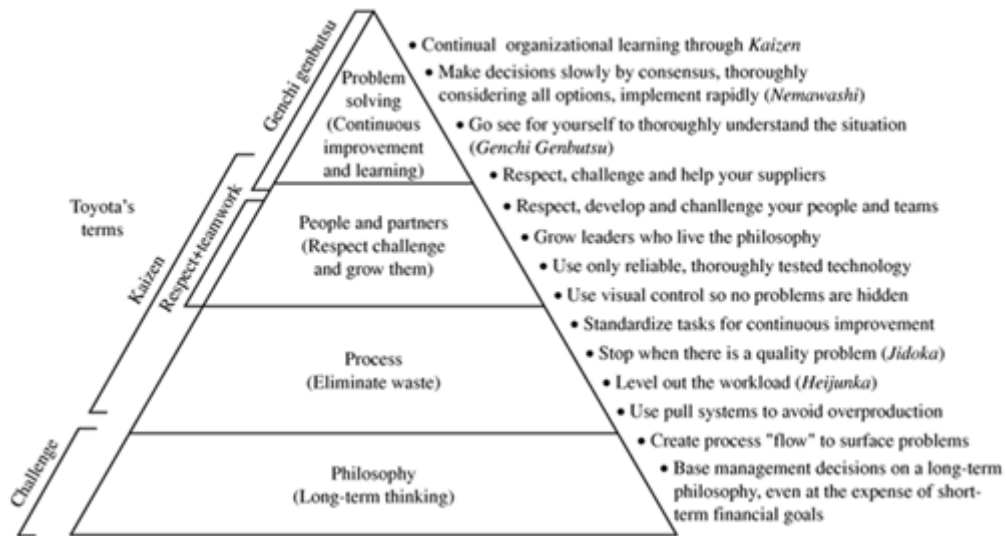 Toyota's
terms
Genchi genbutsu
Kaizen
Respect+teamwork
Challenge
Problem
solving
(Continuous
improvement
and learning)
People and partners
(Respect challenge
and grow them)
Process
(Eliminate waste)
Philosophy
(Long-term thinking)
• Continual organizational learning through Kaizen
• Make decisions slowly by consensus, thoroughly
considering all options, implement rapidly (Nemawashi)
• Go see for yourself to thoroughly understand the situation
(Genchi Genbutsu)
• Respect, challenge and help your suppliers
• Respect, develop and chanllenge your people and teams
• Grow leaders who live the philosophy
• Use only reliable, thoroughly tested technology
• Use visual control so no problems are hidden
• Standardize tasks for continuous improvement
• Stop when there is a quality problem (Jidoka)
• Level out the workload (Heijunka)
• Use pull systems to avoid overproduction
• Create process "flow" to surface problems
• Base management decisions on a long-term
philosophy, even at the expense of short-
term financial goals